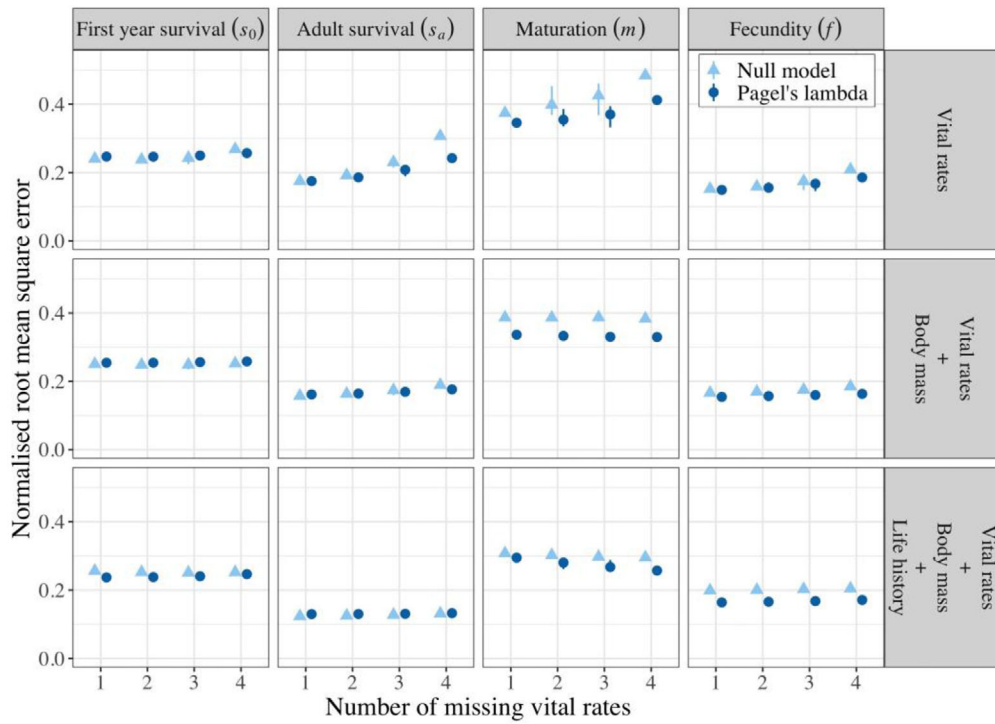 First year survival (s0)
Adult survival (sa)
Maturation (m)
Fecundity (f)
Null model
Pagel's lambda
Normalised root mean square error
0.4
0.2
0.0
Vital rates
0.4
0.2
0.0
Vital rates
+
Body mass
0.4
0.2
0.0
Vital rates
+
Body mass
+
Life history
1 2 3 4
1 2 3 4
1 2 3 4
1 2 3 4
Number of missing vital rates